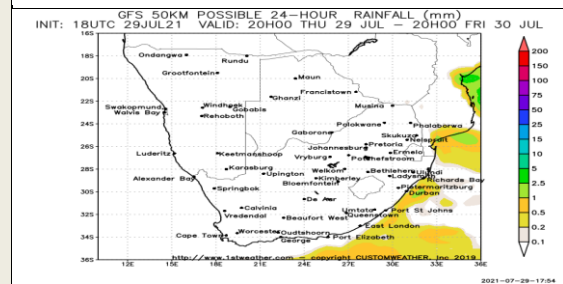 GFS 50KM POSSIBLE 24-HOUR RAINFALL (mm)
INIT: 18UTC 29JUL21 VALID: 20H00 THU 29 JUL - 20H00 FRI 30 JUL
16S
18S
20S
22S
24S
26S
28S
30S
32S
34S
36S
Ondangwa
Rundu
Grootfontein
Maun
Francistown
Ghanzi
Musina
Swakopmund
Windhoek
Gobabis
Walvis Bay
Rehoboth
Polokwane
Phalaborwa
Gaborone
Skukuza
Nelspruit
Pretoria
Johannesburg
Ermelo
Luderitz
Keetmanshoop
Vryburg
Potchefstroom
Karasburg
Welkom
Bethlehem
Ulundi
Alexander Bay
Upington
Kimberley
Ladysmith
Richards Bay
Bloemfontein
Springbok
Pietermaritzburg
Durban
De Aar
Calvinia
Umtata
Port St Johns
Vredendal
Beaufort West
Queenstown
East London
Cape Town
Worcester
Oudtshoorn
George
Port Elizabeth
http://www.1stweather.com - copyright CUSTOMWEATHER, Inc 2019
12E 15E 18E 21E 24E 27E 30E 33E 36E
200
150
100
75
50
25
15
10
5
2.5
1
0.5
0.2
0.1
2021-07-29-17:54